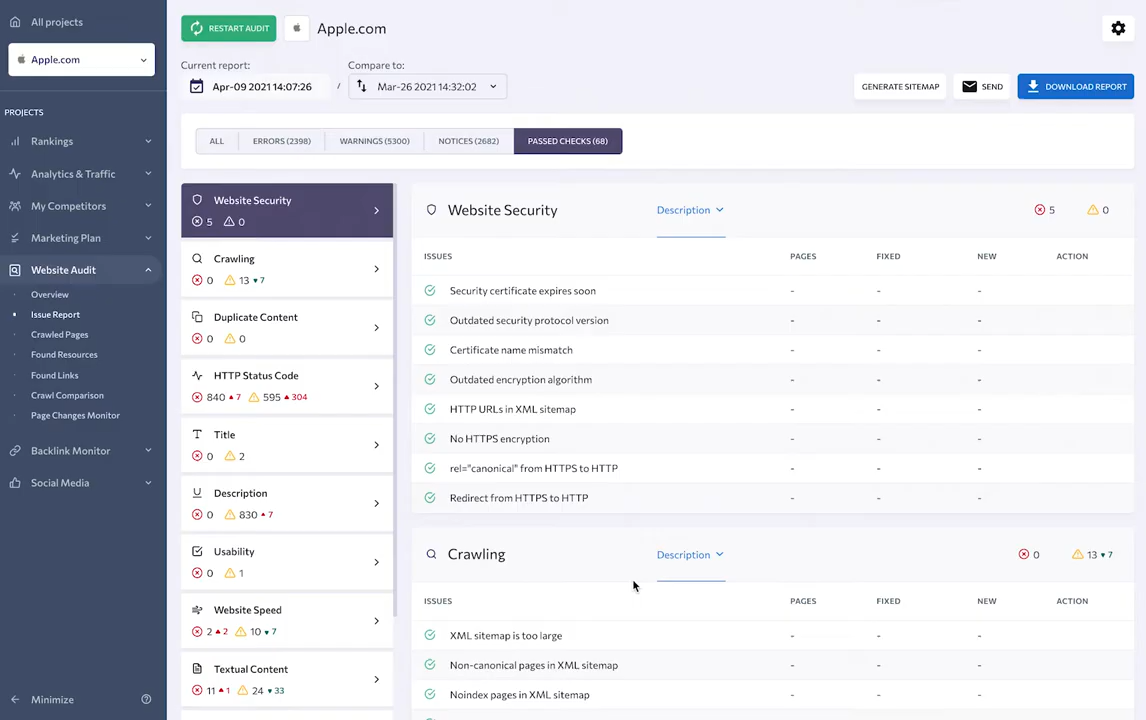 All projects
Apple.com
PROJECTS
Rankings
Analytics & Traffic
My Competitors
Marketing Plan
Website Audit
Overview
Issue Report
Crawled Pages
Found Resources
Found Links
Crawl Comparison
Page Changes Monitor
Backlink Monitor
Social Media
Minimize
RESTART AUDIT
Apple.com
Current report:
Compare to:
Apr-09 2021 14:07:26
/
Mar-26 2021 14:32:02
GENERATE SITEMAP
SEND
DOWNLOAD REPORT
ALL
ERRORS (2398)
WARNINGS (5300)
NOTICES (2682)
PASSED CHECKS (68)
Website Security
5 0
Crawling
0 13 ▾ 7
Duplicate Content
0 0
HTTP Status Code
840 ▴ 7 595 ▴ 304
Title
0 2
Description
0 830 ▴ 7
Usability
0 1
Website Speed
2 ▴ 2 10 ▾ 7
Textual Content
11 ▴ 1 24 ▾ 33
Website Security Description 5 0
ISSUES PAGES FIXED NEW ACTION
Security certificate expires soon - - -
Outdated security protocol version - - -
Certificate name mismatch - - -
Outdated encryption algorithm - - -
HTTP URLs in XML sitemap - - -
No HTTPS encryption - - -
rel="canonical" from HTTPS to HTTP - - -
Redirect from HTTPS to HTTP - - -
Crawling Description 0 13 ▾ 7
ISSUES PAGES FIXED NEW ACTION
XML sitemap is too large - - -
Non-canonical pages in XML sitemap - - -
Noindex pages in XML sitemap - - -